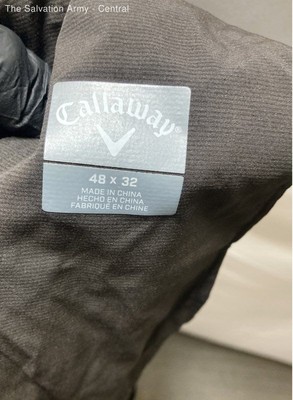 The Salvation Army - Central
Callaway®
48 x 32
MADE IN CHINA
HECHO EN CHINA
FABRIQUÉ EN CHINE